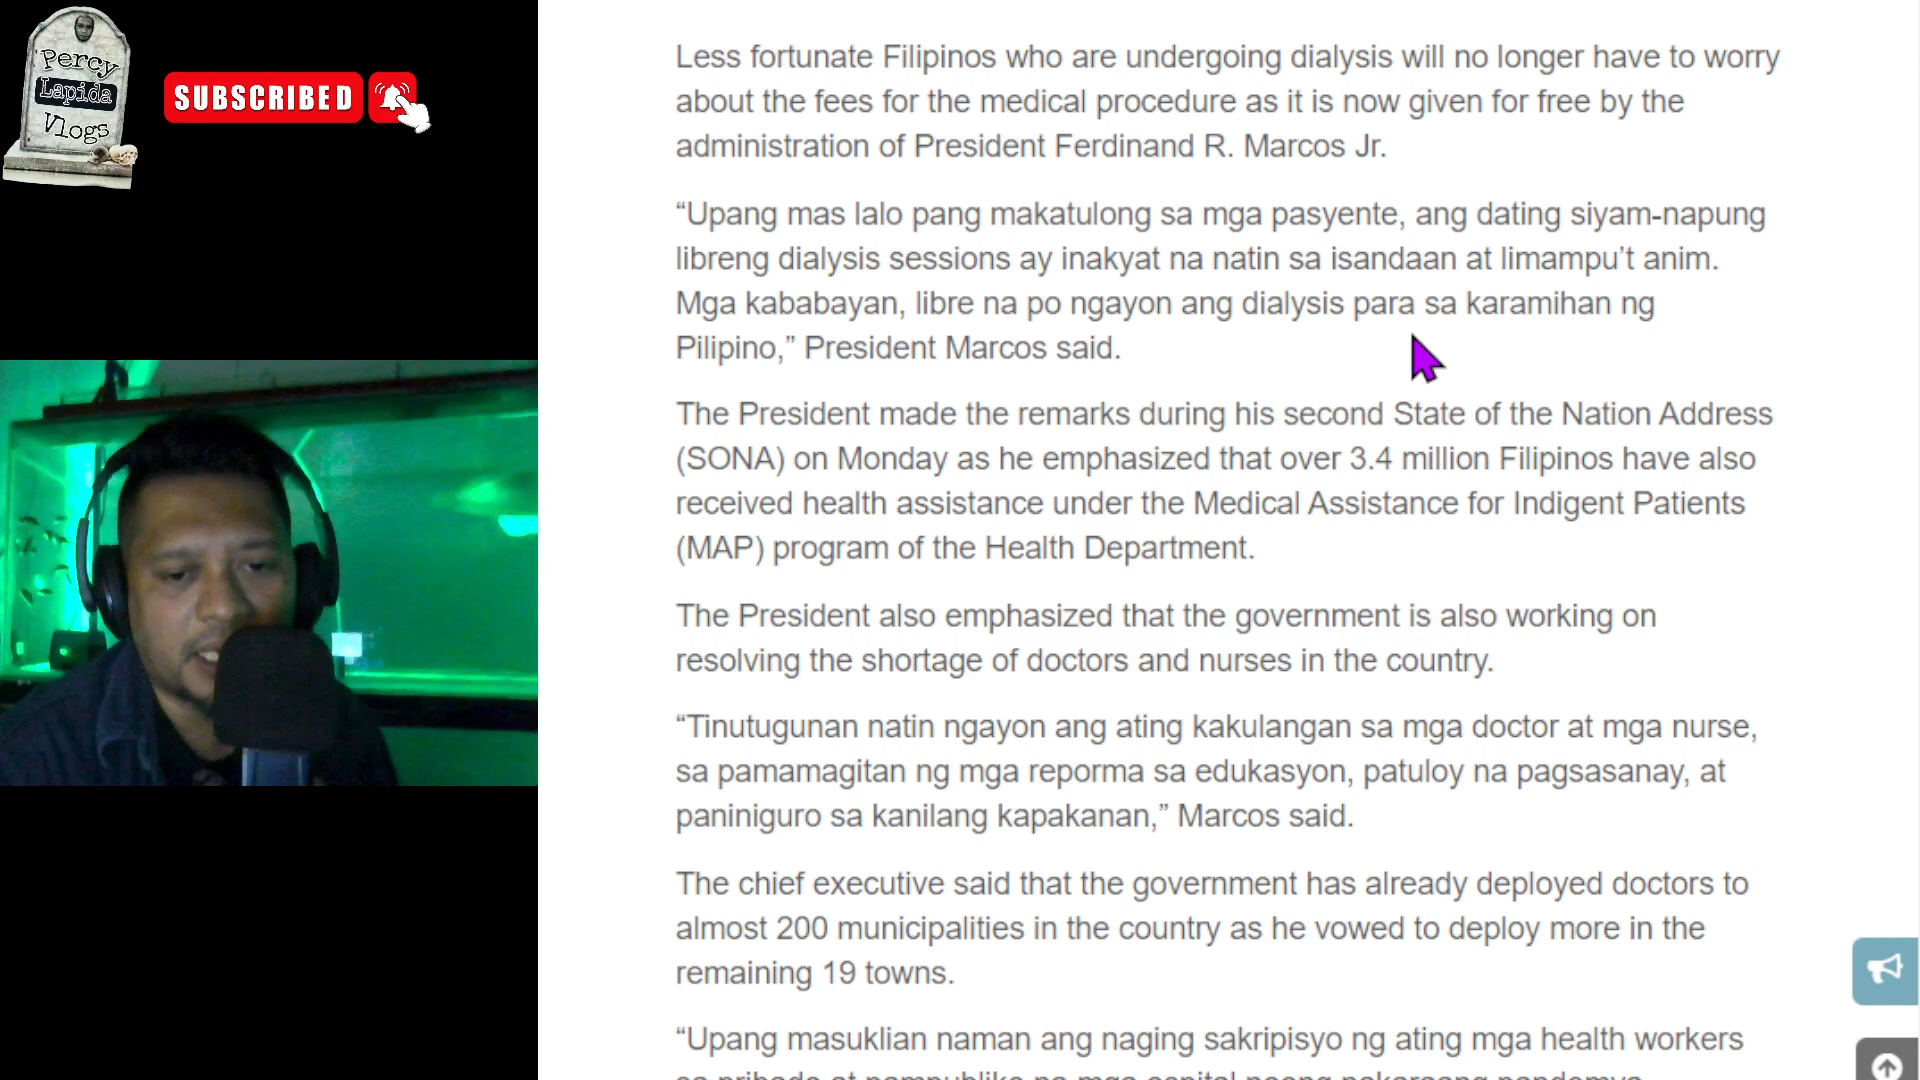 Percy
Lapida
Vlogs
SUBSCRIBED
Less fortunate Filipinos who are undergoing dialysis will no longer have to worry
about the fees for the medical procedure as it is now given for free by the
administration of President Ferdinand R. Marcos Jr.
“Upang mas lalo pang makatulong sa mga pasyente, ang dating siyam-napung
libreng dialysis sessions ay inakyat na natin sa isandaan at limampu’t anim.
Mga kababayan, libre na po ngayon ang dialysis para sa karamihan ng
Pilipino,” President Marcos said.
The President made the remarks during his second State of the Nation Address
(SONA) on Monday as he emphasized that over 3.4 million Filipinos have also
received health assistance under the Medical Assistance for Indigent Patients
(MAP) program of the Health Department.
The President also emphasized that the government is also working on
resolving the shortage of doctors and nurses in the country.
“Tinutugunan natin ngayon ang ating kakulangan sa mga doctor at mga nurse,
sa pamamagitan ng mga reporma sa edukasyon, patuloy na pagsasanay, at
paniniguro sa kanilang kapakanan,” Marcos said.
The chief executive said that the government has already deployed doctors to
almost 200 municipalities in the country as he vowed to deploy more in the
remaining 19 towns.
“Upang masuklian naman ang naging sakripisyo ng ating mga health workers